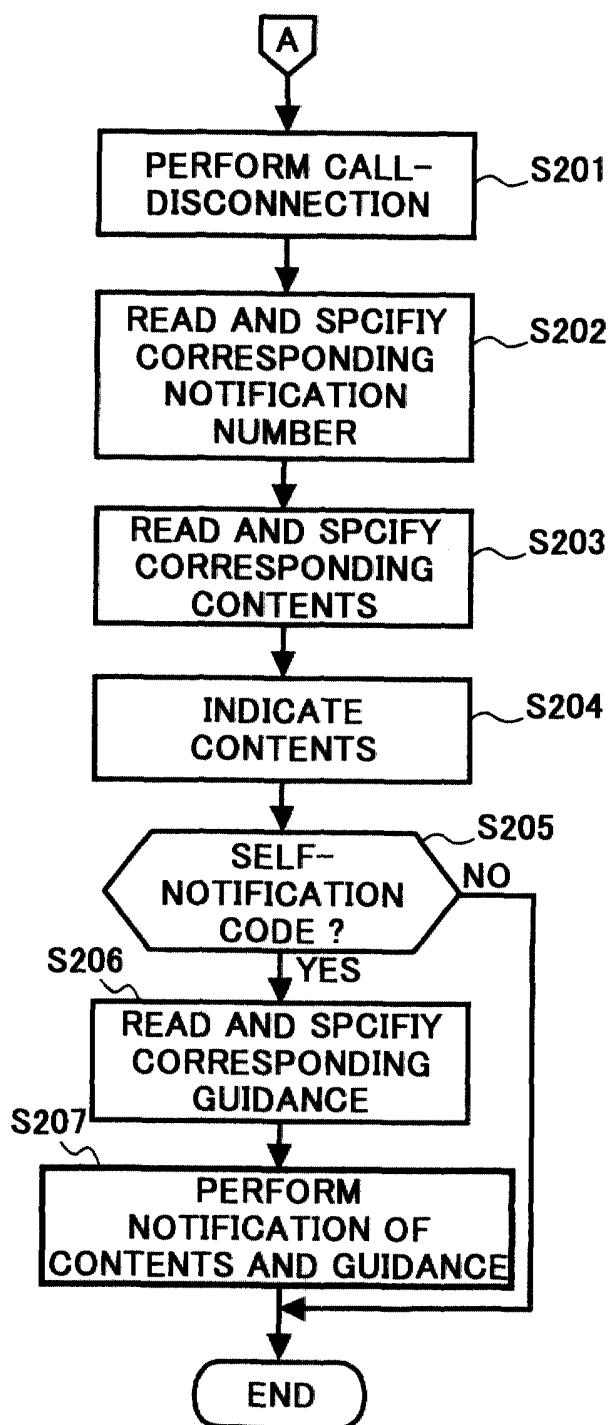 A
PERFORM CALL-
DISCONNECTION
S201
READ AND SPCIFIY
CORRESPONDING
NOTIFICATION
NUMBER
S202
READ AND SPCIFY
CORRESPONDING
CONTENTS
S203
INDICATE
CONTENTS
S204
SELF-
NOTIFICATION
CODE ?
S205
NO
YES
S206
READ AND SPCIFIY
CORRESPONDING
GUIDANCE
S207
PERFORM
NOTIFICATION OF
CONTENTS AND GUIDANCE
END